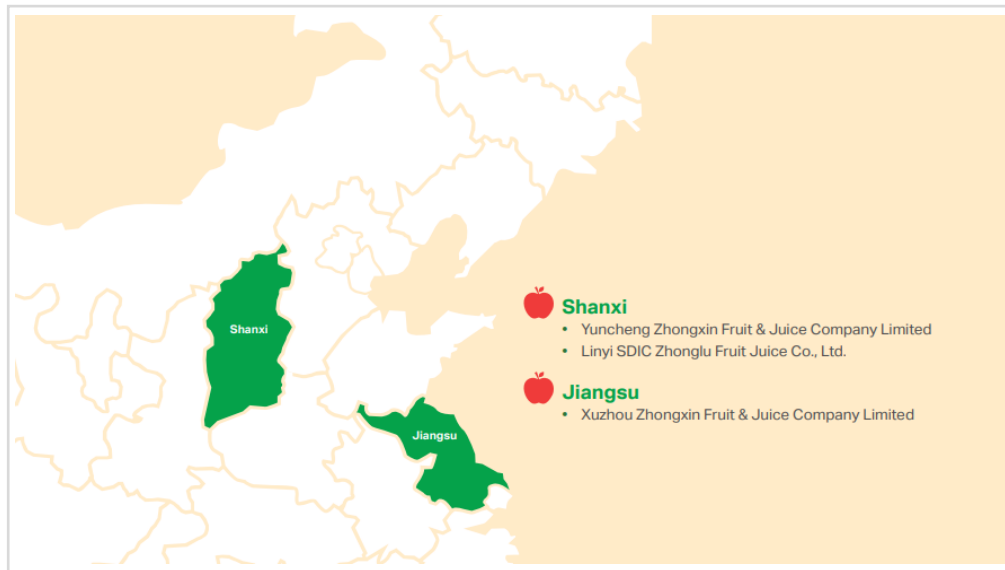 Shanxi
Jiangsu
Shanxi
• Yuncheng Zhongxin Fruit & Juice Company Limited
• Linyi SDIC Zhonglu Fruit Juice Co., Ltd.
Jiangsu
• Xuzhou Zhongxin Fruit & Juice Company Limited